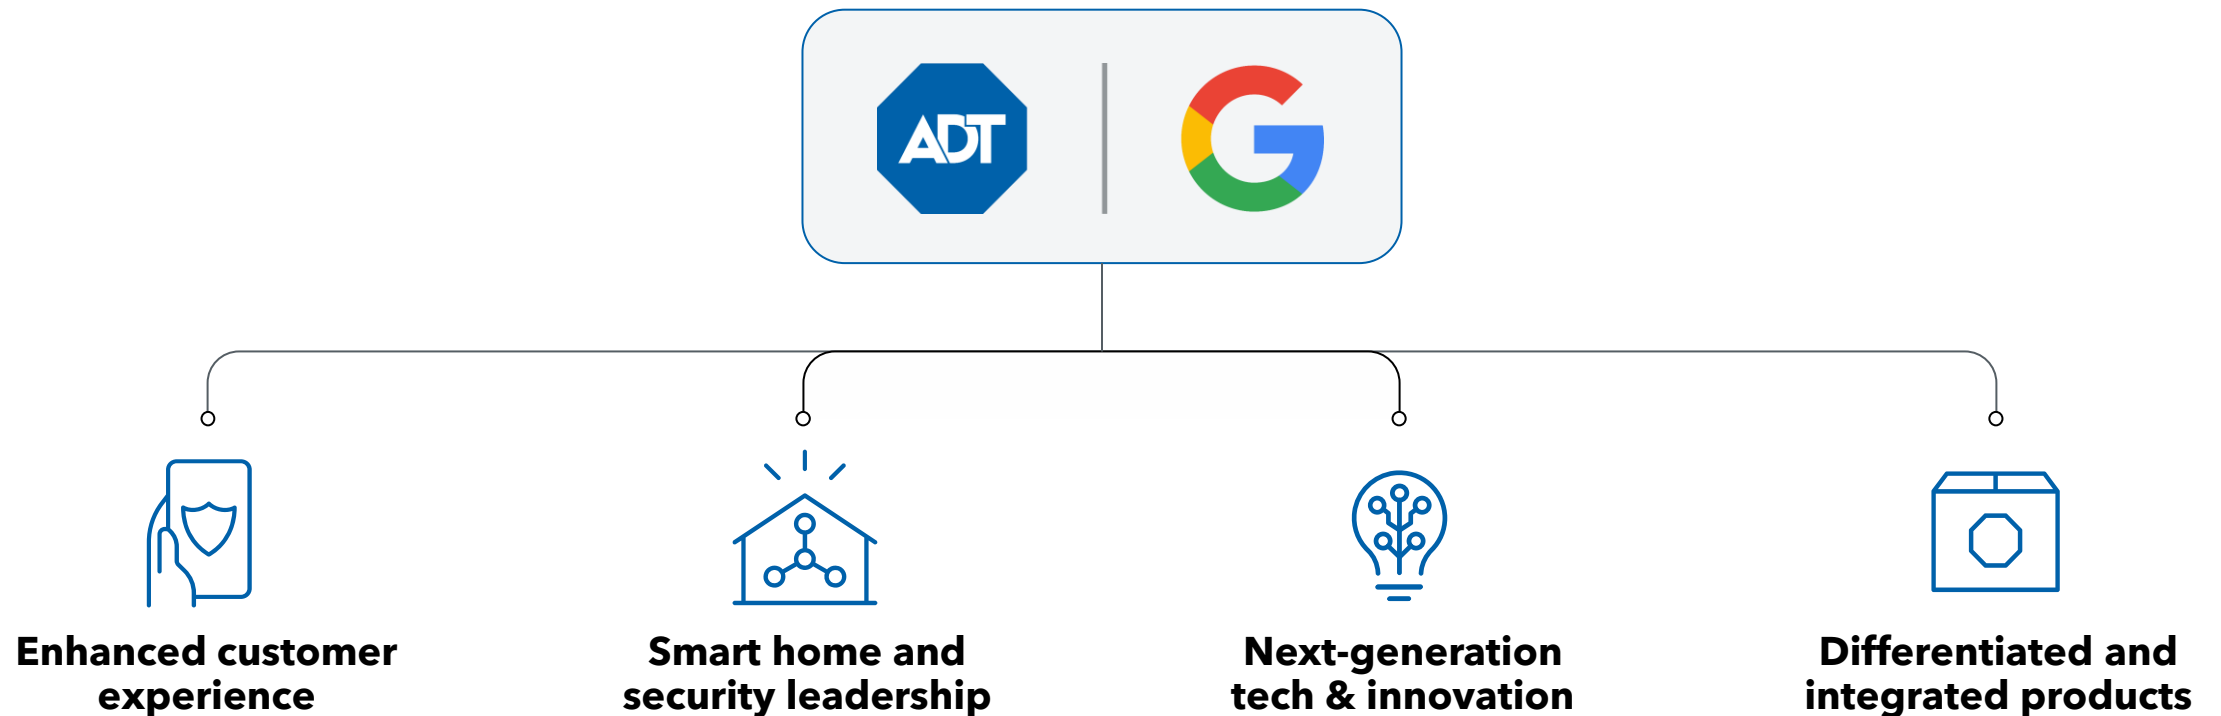 ADT
G
Enhanced customer
experience
Smart home and
security leadership
Next-generation
tech & innovation
Differentiated and
integrated products